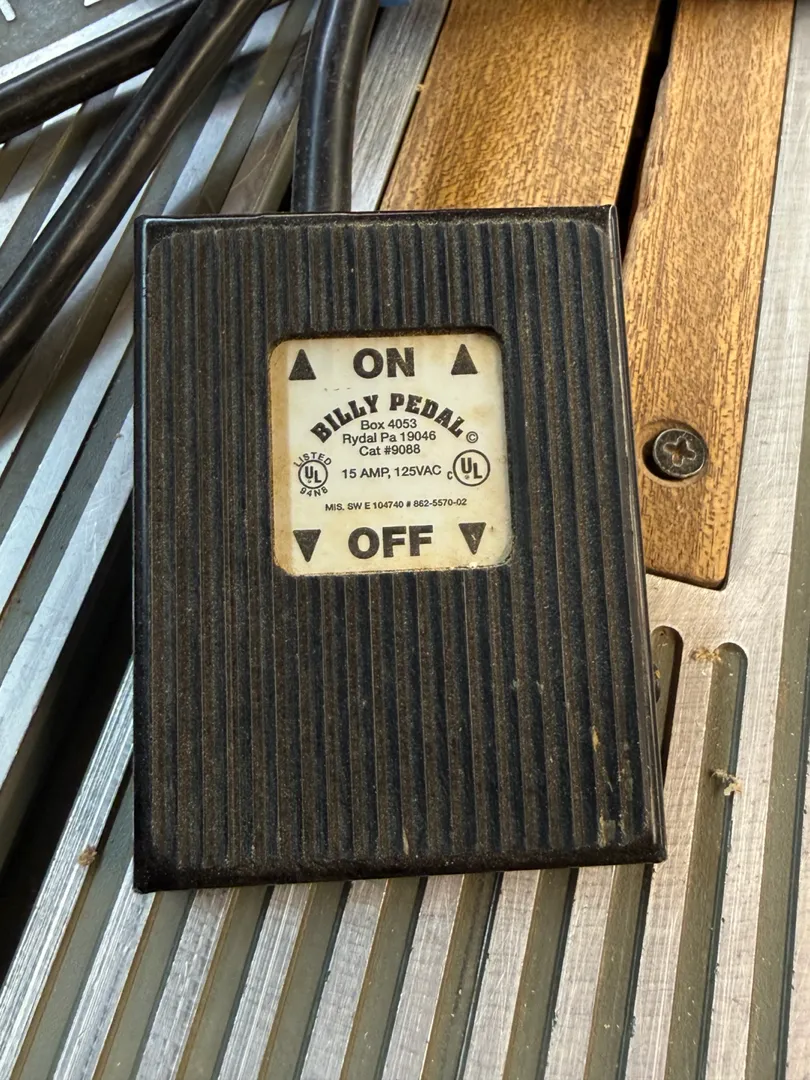 ▲ ON ▲
BILLY PEDAL ©
Box 4053
Rydal Pa 19046
Cat #9088
LISTED
UL
94N8
15 AMP, 125VAC
c UL
MIS. SW E 104740 # 862-5570-02
▼ OFF ▼